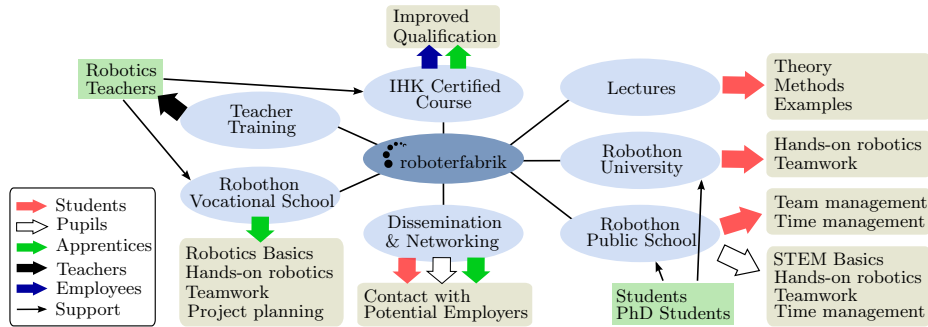 Improved
Qualification
Robotics
Teachers
IHK Certified
Course
Lectures
Theory
Methods
Examples
Teacher
Training
roboterfabrik
Robothon
University
Hands-on robotics
Teamwork
Robothon
Vocational School
Dissemination
& Networking
Robothon
Public School
Team management
Time management
Students
Pupils
Apprentices
Teachers
Employees
Support
Robotics Basics
Hands-on robotics
Teamwork
Project planning
Contact with
Potential Employers
Students
PhD Students
STEM Basics
Hands-on robotics
Teamwork
Time management